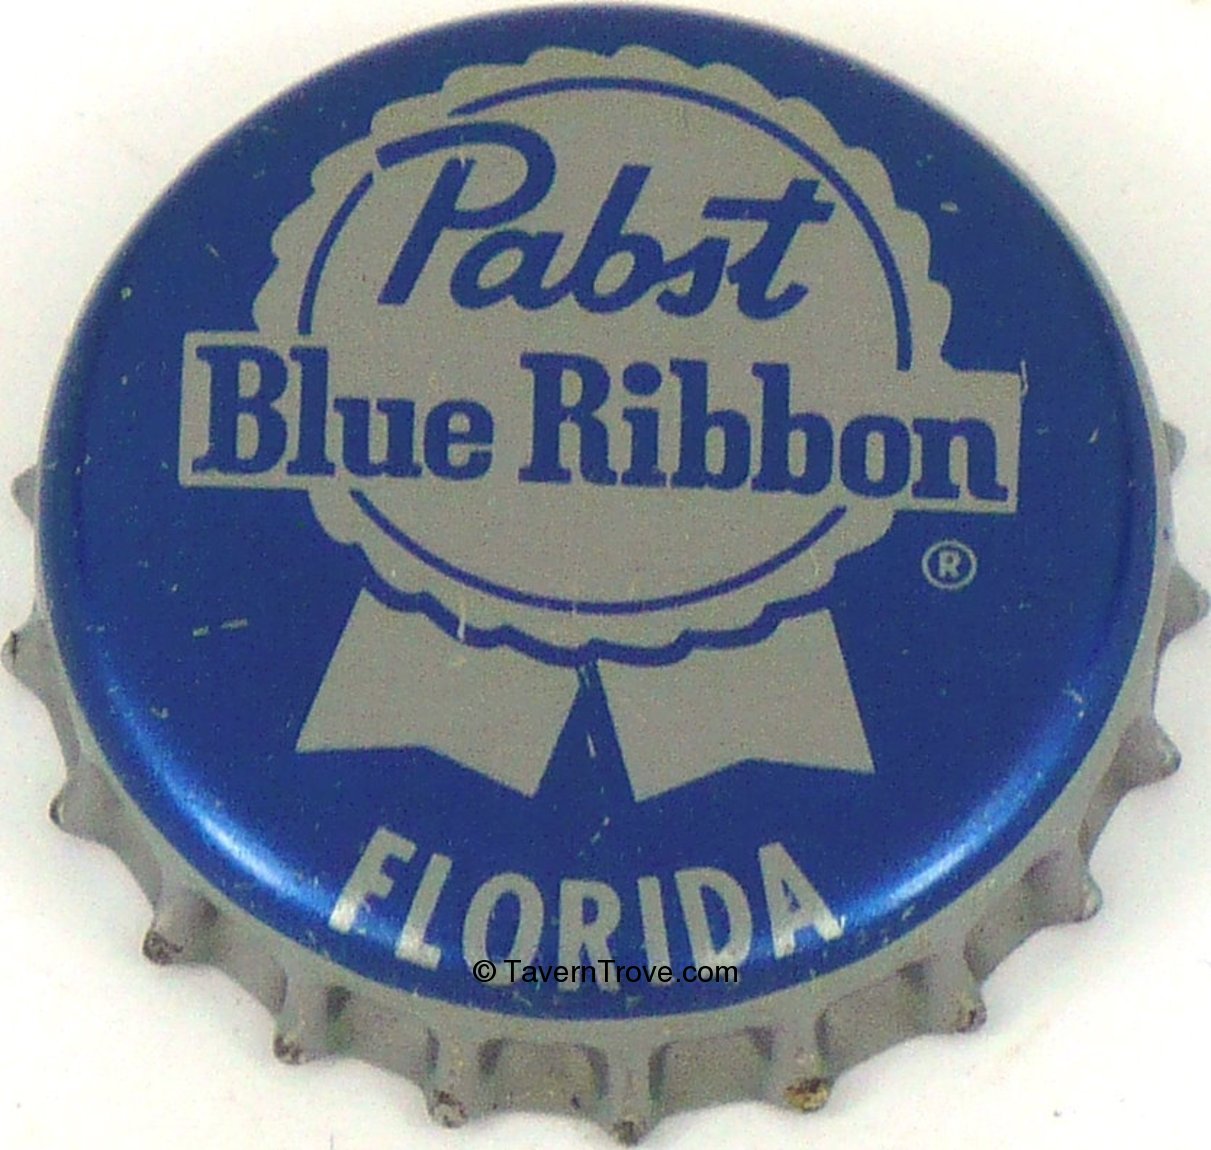 Pabst
Blue Ribbon
®
FLORIDA
© TavernTrove.com